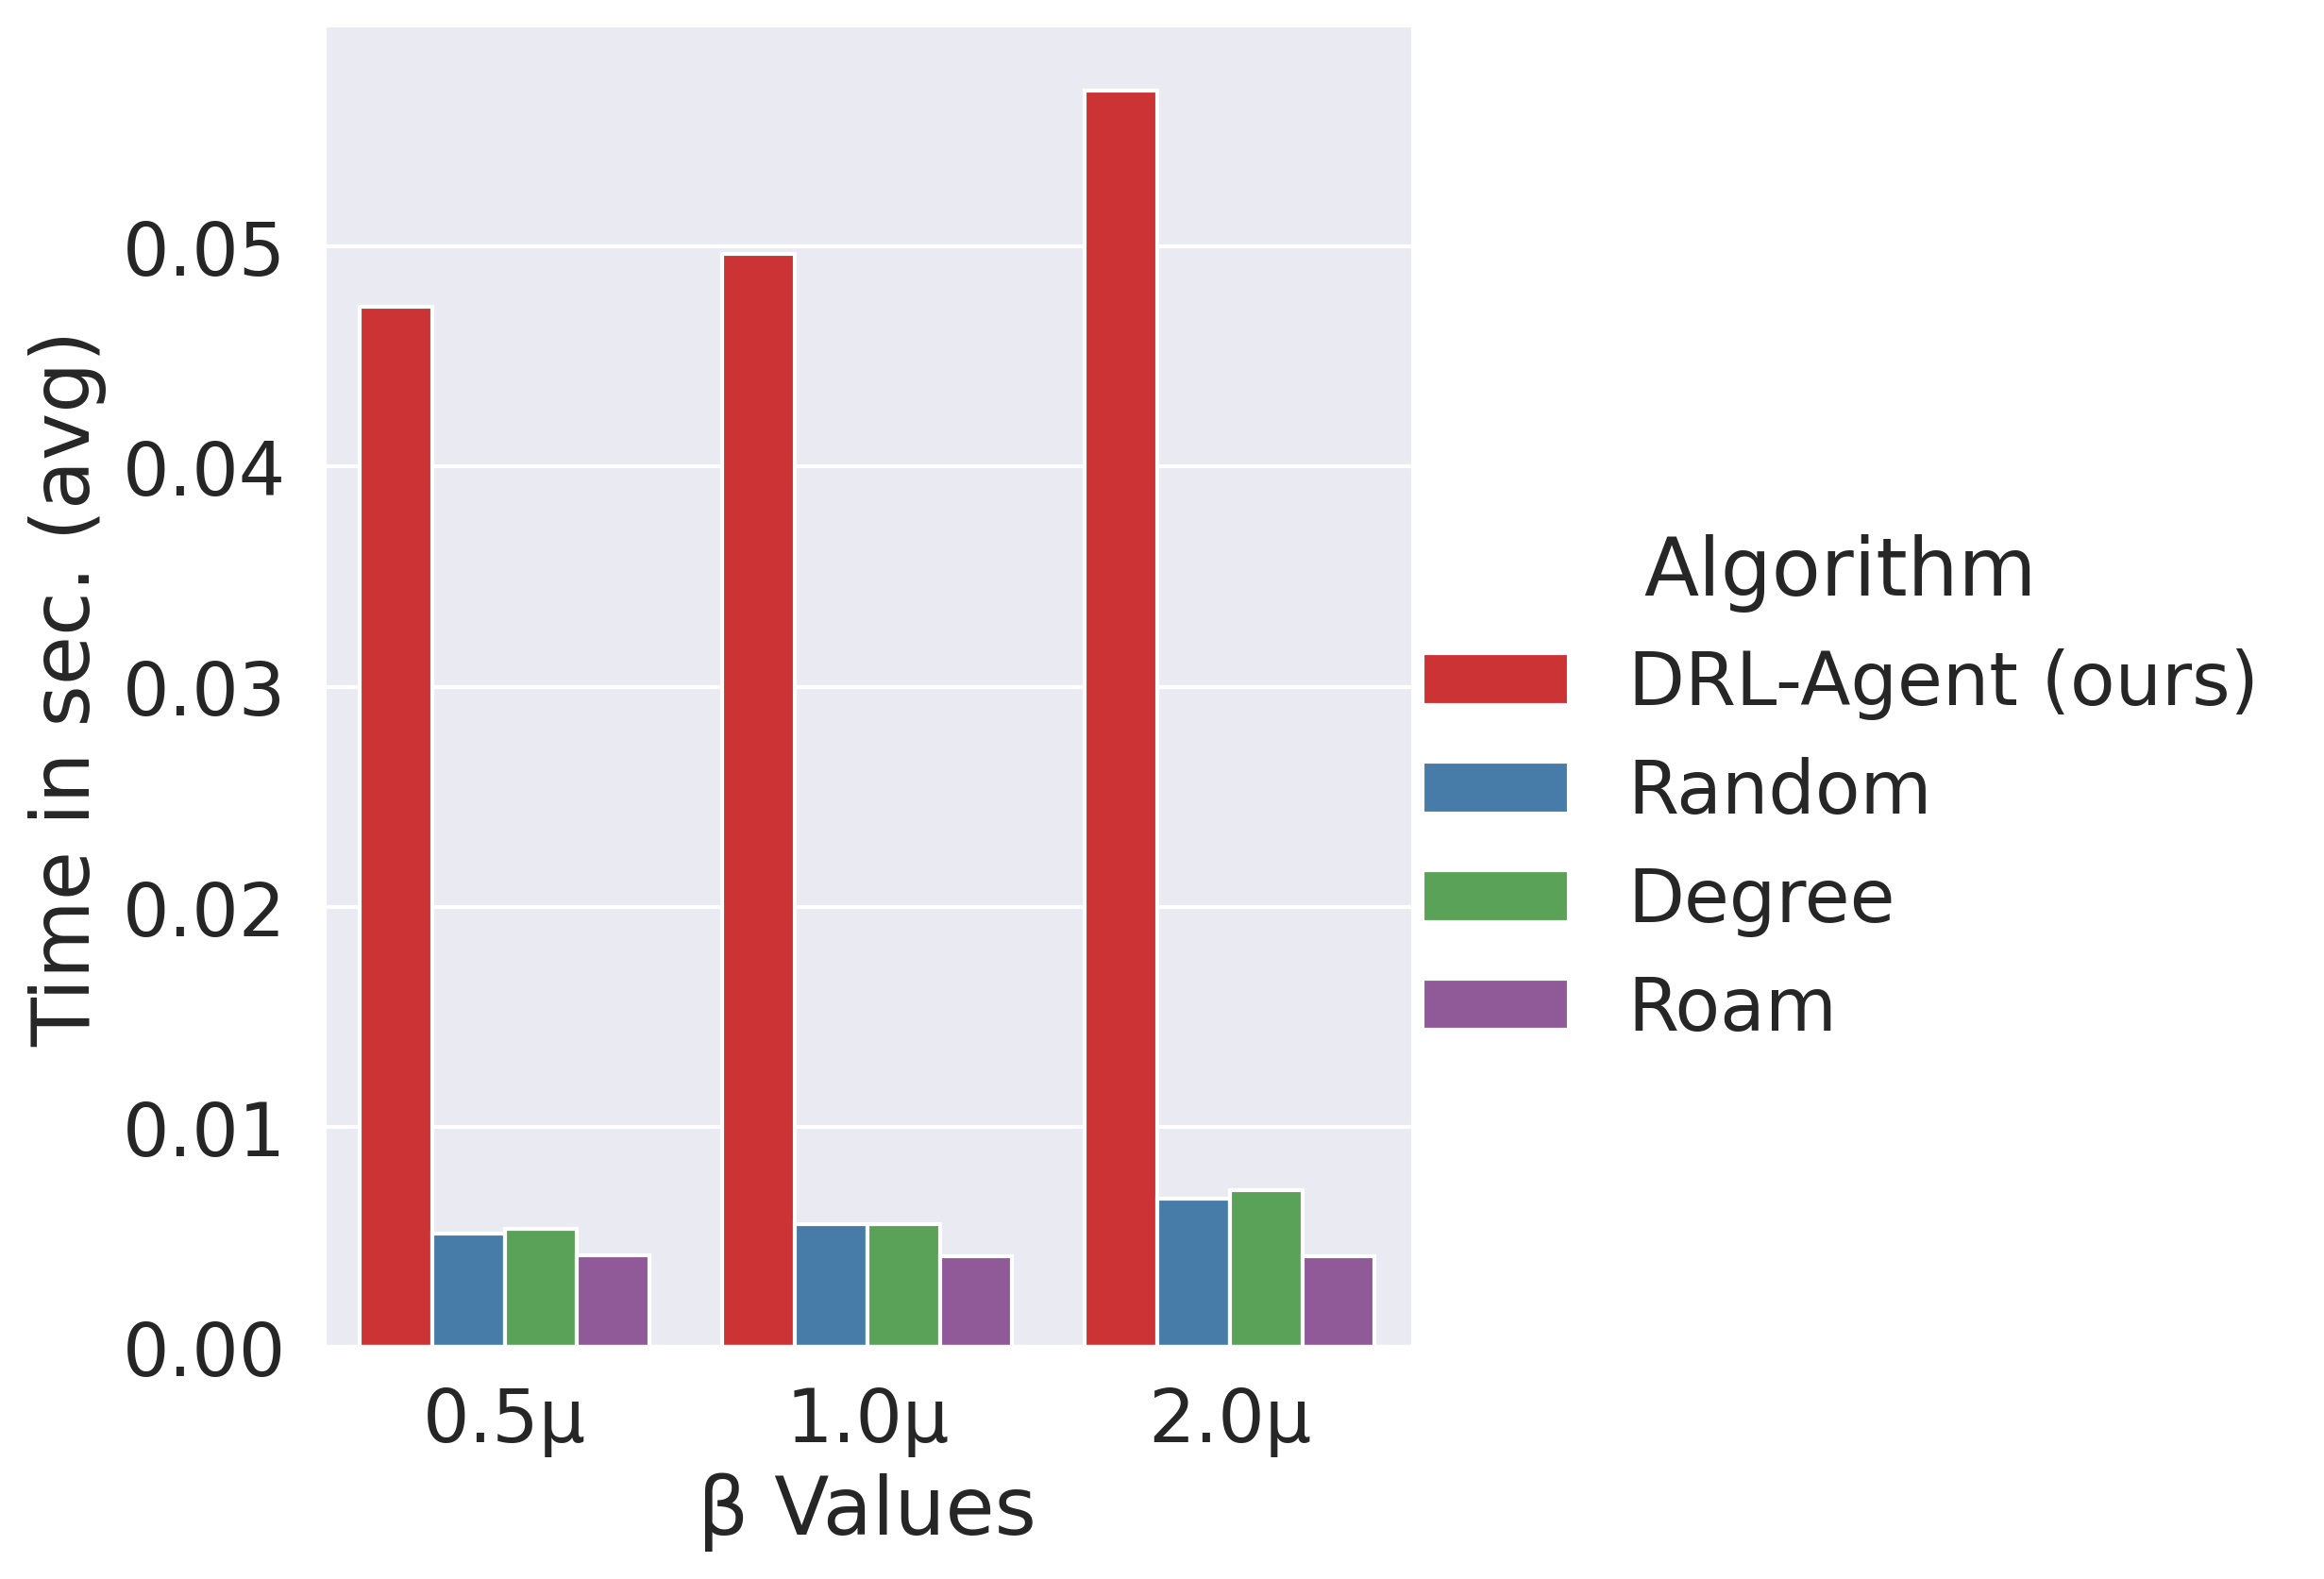 Time in sec. (avg)
0.05
0.04
0.03
0.02
0.01
0.00
0.5μ 1.0μ 2.0μ
β Values
Algorithm
DRL-Agent (ours)
Random
Degree
Roam